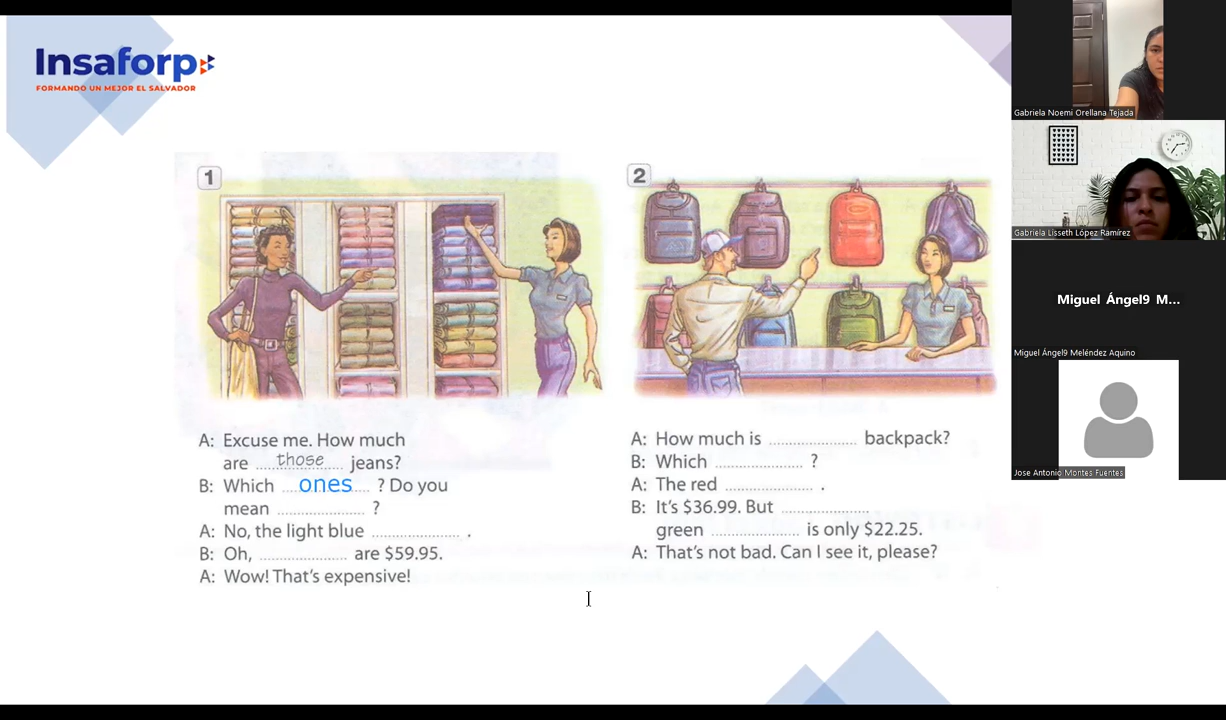 Insaforp
FORMANDO UN MEJOR EL SALVADOR
1
A: Excuse me. How much
are those jeans?
B: Which ones ? Do you
mean .................... ?
A: No, the light blue .................... .
B: Oh, .................... are $59.95.
A: Wow! That's expensive!
2
A: How much is .................... backpack?
B: Which .................... ?
A: The red .................... .
B: It's $36.99. But ....................
green .................... is only $22.25.
A: That's not bad. Can I see it, please?
Gabriela Noemi Orellana Tejada
Gabriela Lisseth López Ramírez
Miguel Ángel9 M...
Miguel Ángel9 Meléndez Aquino
Jose Antonio Montes Fuentes